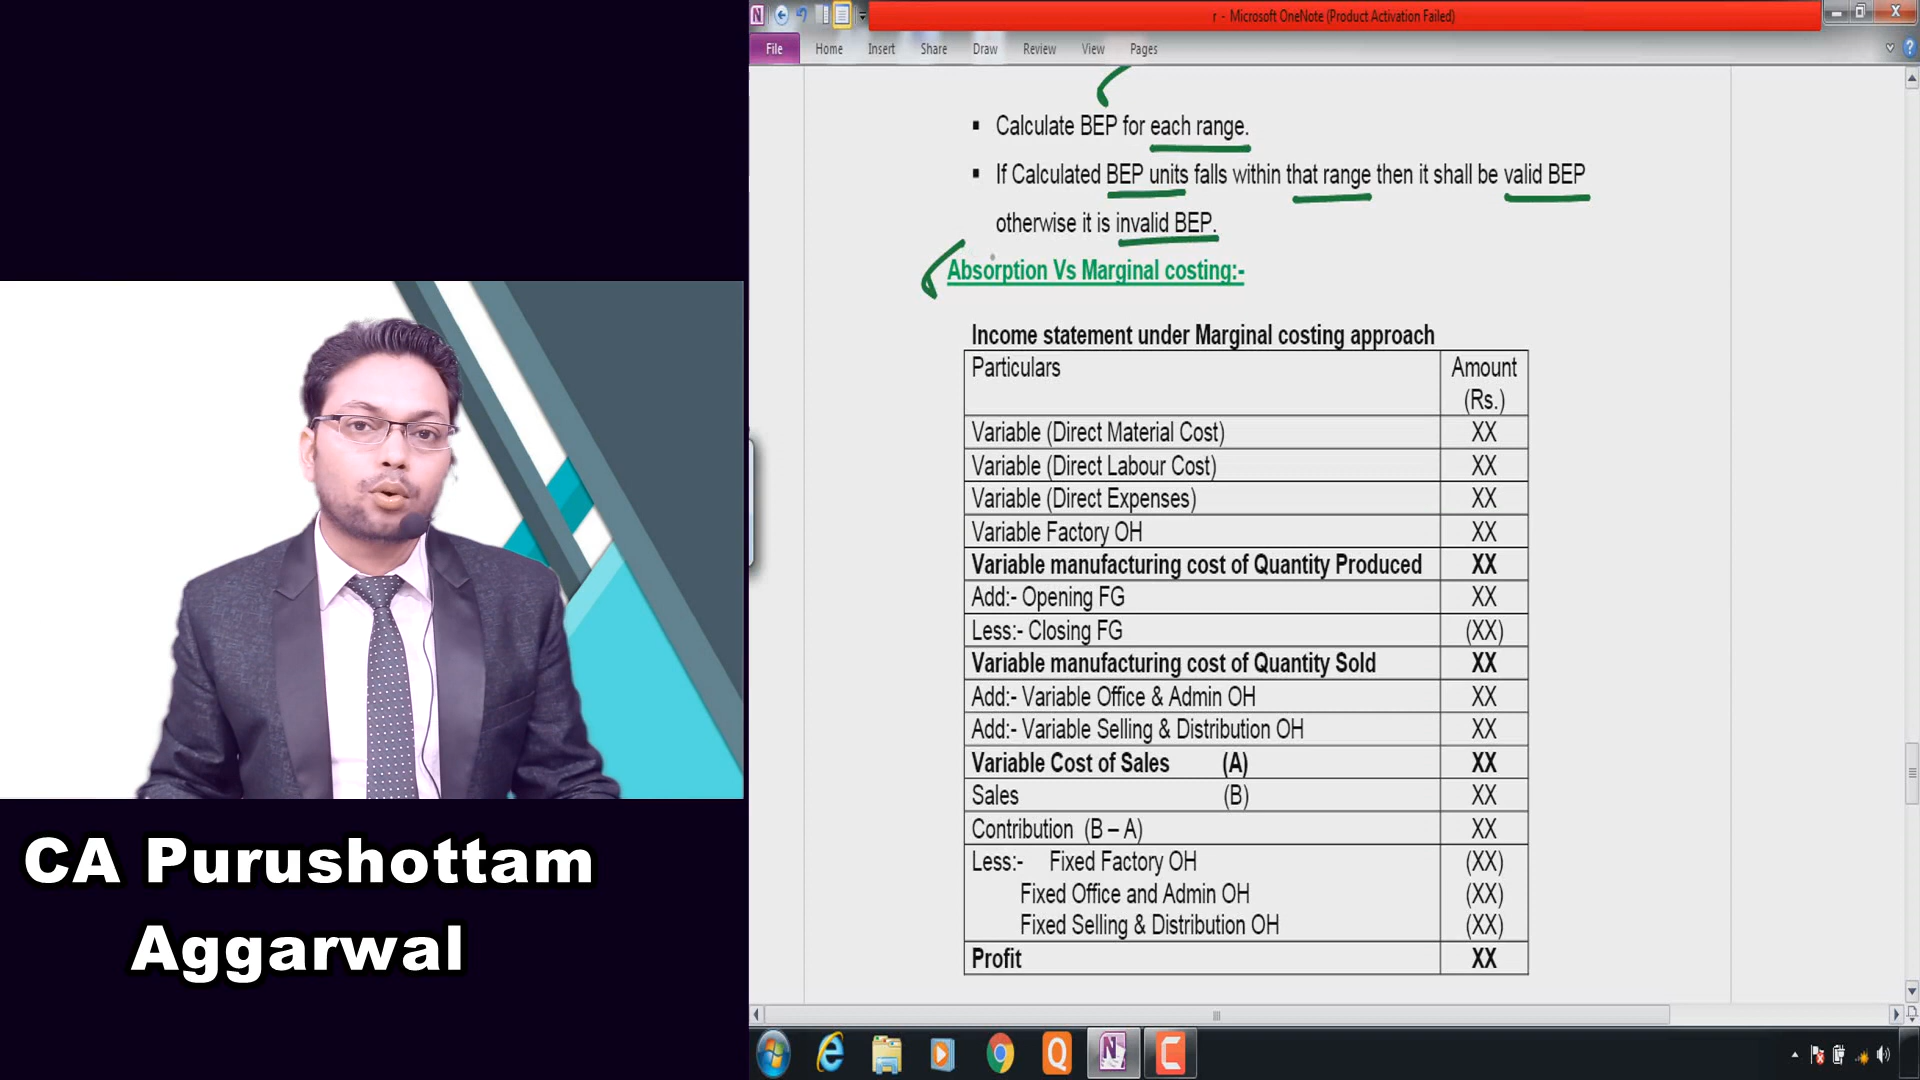 r - Microsoft OneNote (Product Activation Failed)
File Home Insert Share Draw Review View Pages
▪ Calculate BEP for each range.
▪ If Calculated BEP units falls within that range then it shall be valid BEP
otherwise it is invalid BEP.
Absorption Vs Marginal costing:-
Income statement under Marginal costing approach
Particulars Amount
(Rs.)
Variable (Direct Material Cost) XX
Variable (Direct Labour Cost) XX
Variable (Direct Expenses) XX
Variable Factory OH XX
Variable manufacturing cost of Quantity Produced XX
Add:- Opening FG XX
Less:- Closing FG (XX)
Variable manufacturing cost of Quantity Sold XX
Add:- Variable Office & Admin OH XX
Add:- Variable Selling & Distribution OH XX
Variable Cost of Sales (A) XX
Sales (B) XX
Contribution (B – A) XX
Less:- Fixed Factory OH (XX)
Fixed Office and Admin OH (XX)
Fixed Selling & Distribution OH (XX)
Profit XX
CA Purushottam
Aggarwal